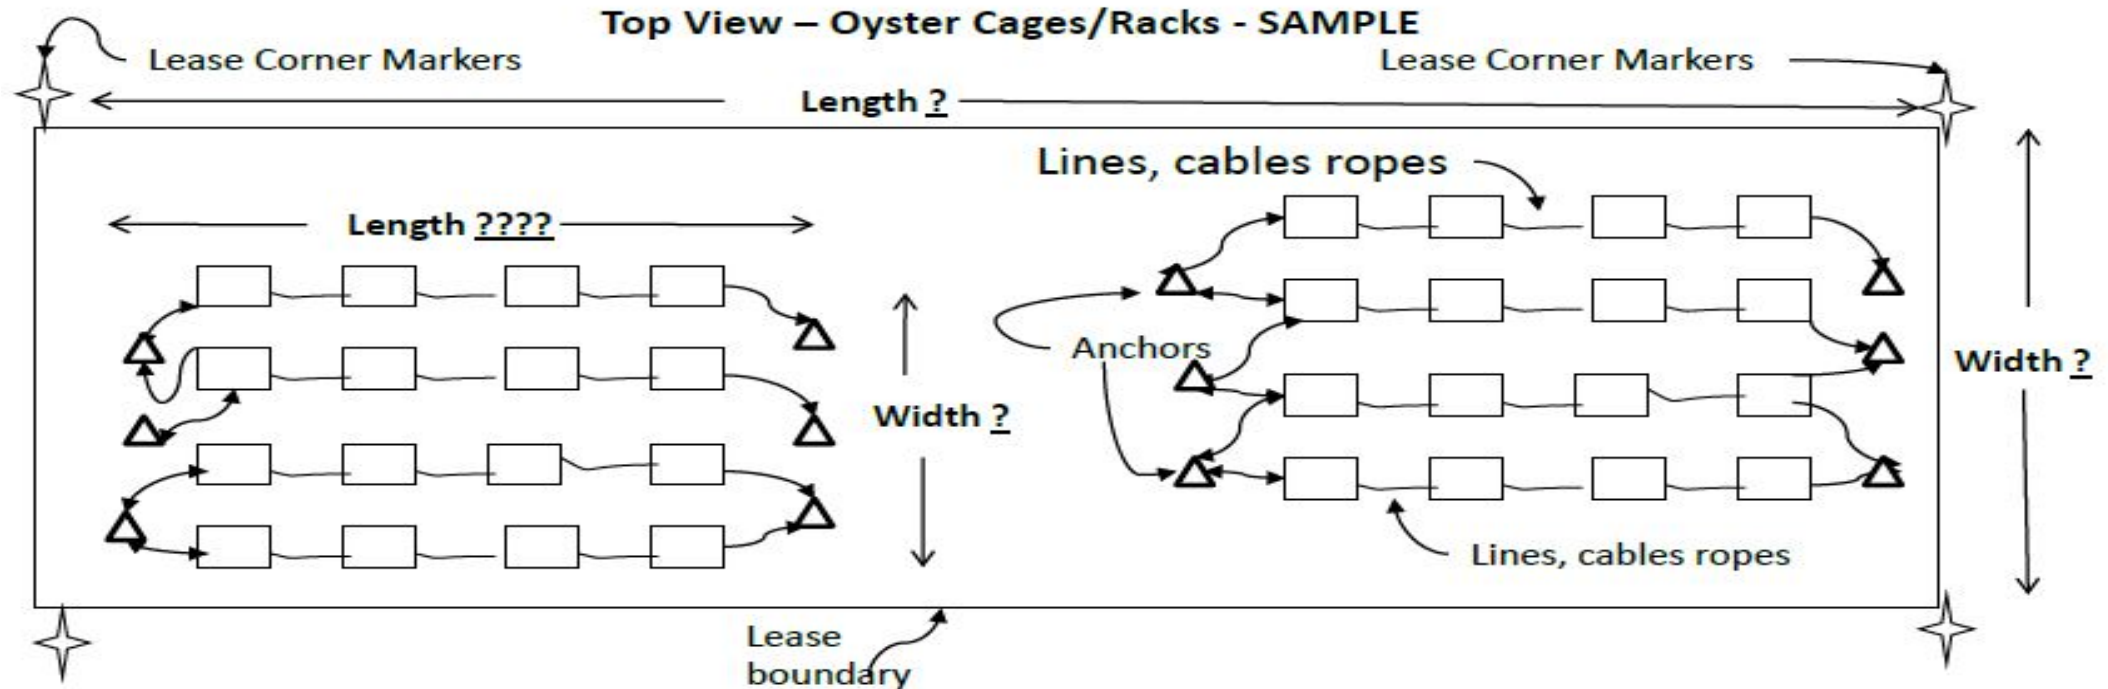 Top View – Oyster Cages/Racks - SAMPLE
Lease Corner Markers
Lease Corner Markers
Length ?
Lines, cables ropes
Length ????
Anchors
Width ?
Width ?
Lines, cables ropes
Lease
boundary